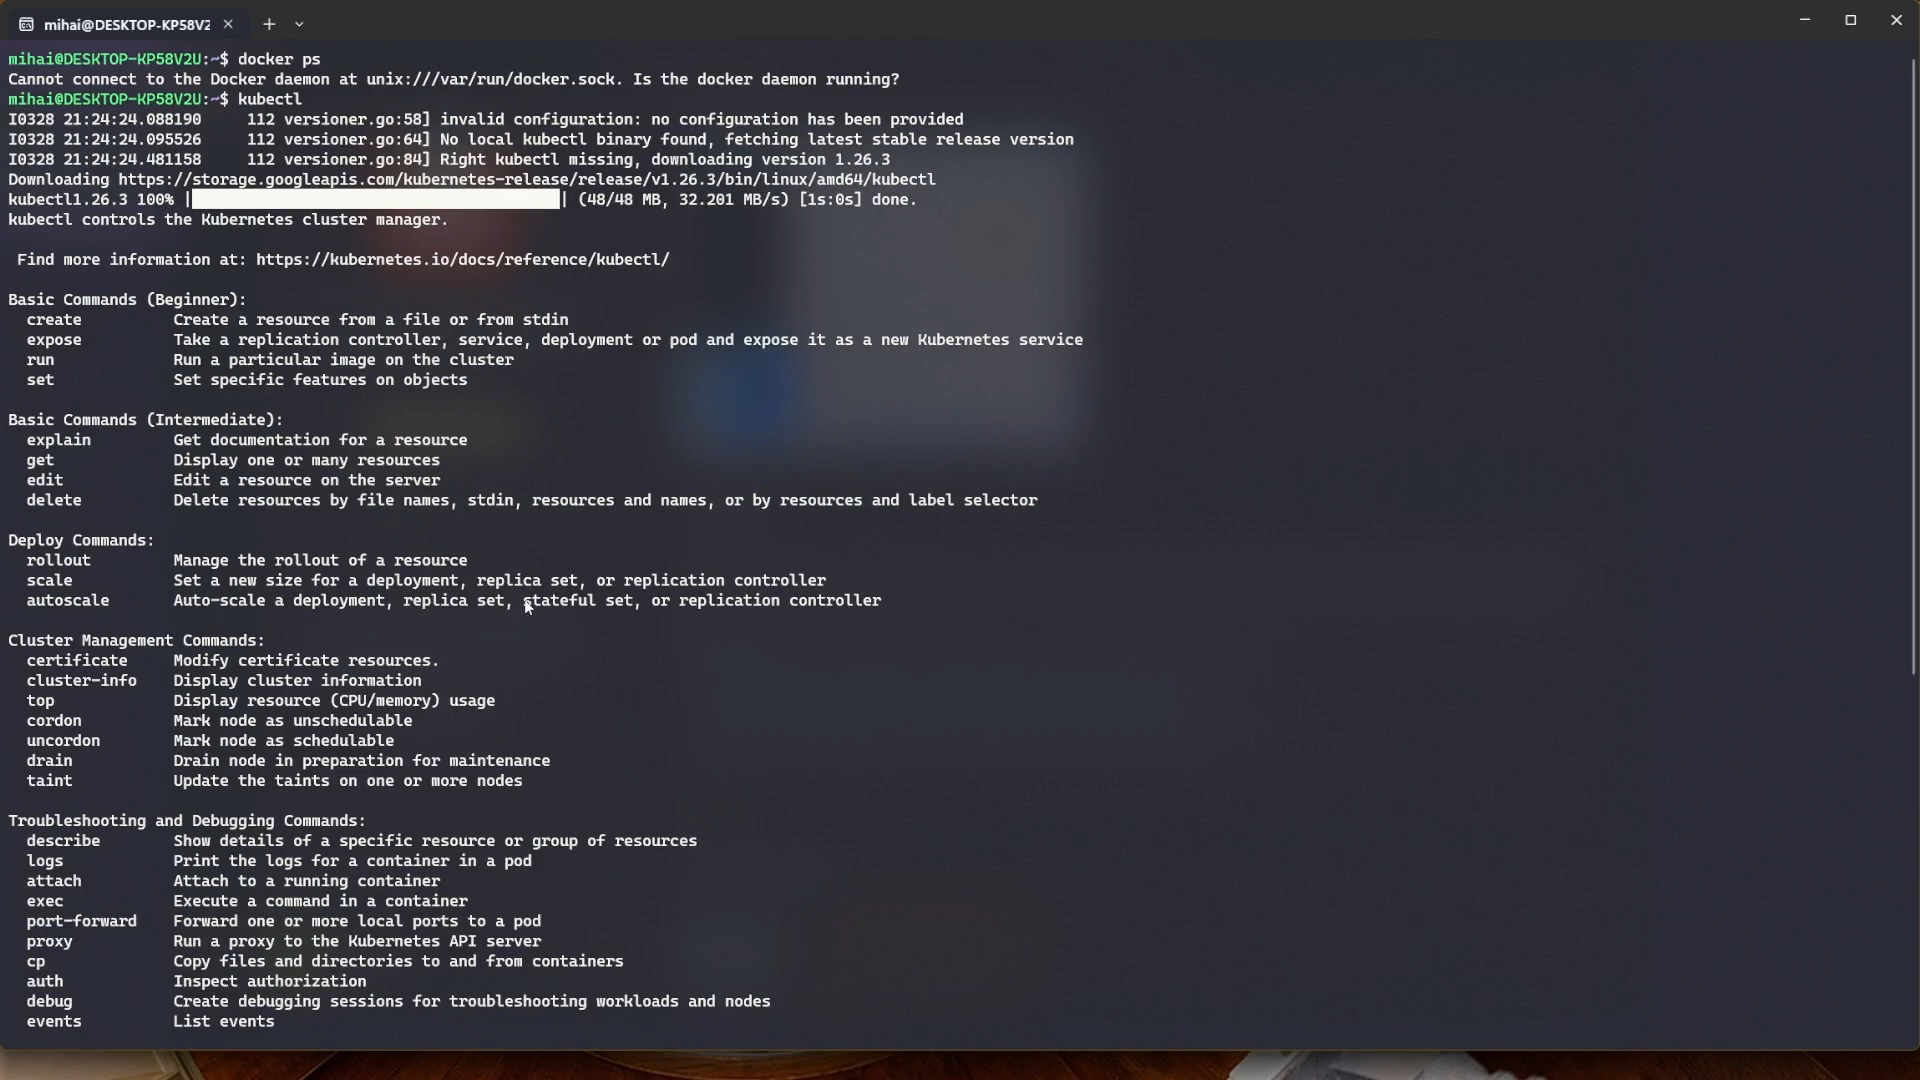 mihai@DESKTOP-KP58V2
mihai@DESKTOP-KP58V2U:~$ docker ps
Cannot connect to the Docker daemon at unix:///var/run/docker.sock. Is the docker daemon running?
mihai@DESKTOP-KP58V2U:~$ kubectl
I0328 21:24:24.088190     112 versioner.go:58] invalid configuration: no configuration has been provided
I0328 21:24:24.095526     112 versioner.go:64] No local kubectl binary found, fetching latest stable release version
I0328 21:24:24.481158     112 versioner.go:84] Right kubectl missing, downloading version 1.26.3
Downloading https://storage.googleapis.com/kubernetes-release/release/v1.26.3/bin/linux/amd64/kubectl
kubectl1.26.3 100% |████████████████████████████████████████| (48/48 MB, 32.201 MB/s) [1s:0s] done.
kubectl controls the Kubernetes cluster manager.
Find more information at: https://kubernetes.io/docs/reference/kubectl/
Basic Commands (Beginner):
create          Create a resource from a file or from stdin
expose          Take a replication controller, service, deployment or pod and expose it as a new Kubernetes service
run             Run a particular image on the cluster
set             Set specific features on objects
Basic Commands (Intermediate):
explain         Get documentation for a resource
get             Display one or many resources
edit            Edit a resource on the server
delete          Delete resources by file names, stdin, resources and names, or by resources and label selector
Deploy Commands:
rollout         Manage the rollout of a resource
scale           Set a new size for a deployment, replica set, or replication controller
autoscale       Auto-scale a deployment, replica set, stateful set, or replication controller
Cluster Management Commands:
certificate     Modify certificate resources.
cluster-info    Display cluster information
top             Display resource (CPU/memory) usage
cordon          Mark node as unschedulable
uncordon        Mark node as schedulable
drain           Drain node in preparation for maintenance
taint           Update the taints on one or more nodes
Troubleshooting and Debugging Commands:
describe        Show details of a specific resource or group of resources
logs            Print the logs for a container in a pod
attach          Attach to a running container
exec            Execute a command in a container
port-forward    Forward one or more local ports to a pod
proxy           Run a proxy to the Kubernetes API server
cp              Copy files and directories to and from containers
auth            Inspect authorization
debug           Create debugging sessions for troubleshooting workloads and nodes
events          List events